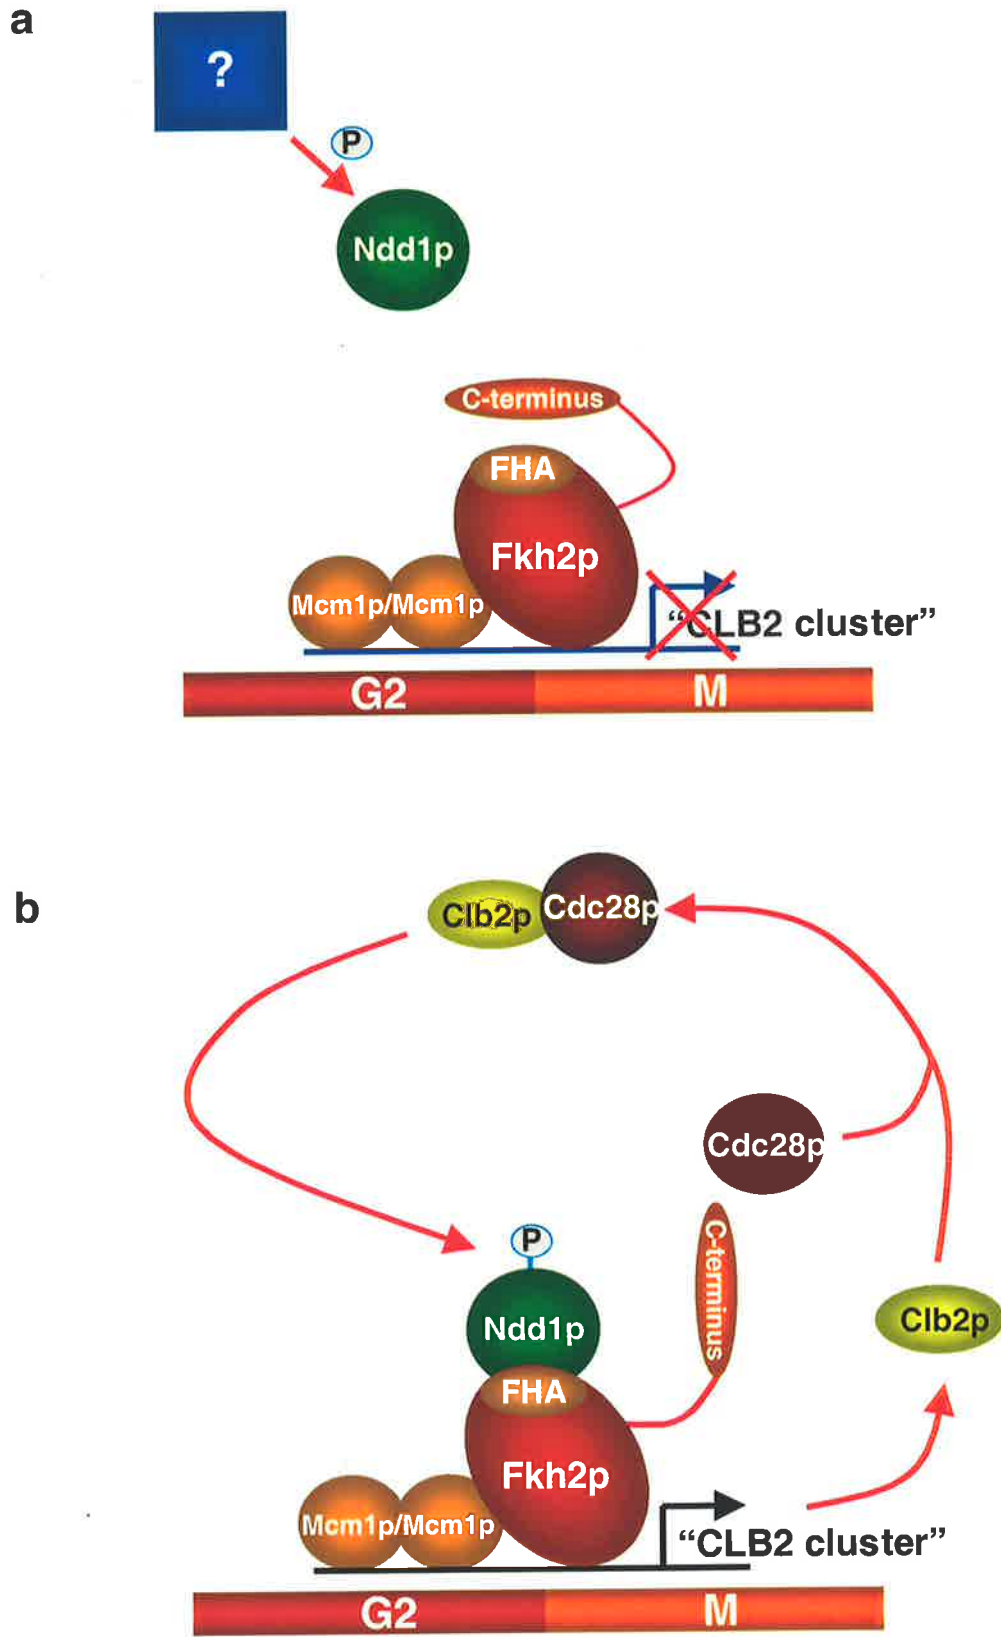 a
?
P
Ndd1p
C-terminus
FHA
Fkh2p
Mcm1p/Mcm1p
“CLB2 cluster”
G2 M
b
Clb2p Cdc28p
Cdc28p
P
C-terminus
Ndd1p
Clb2p
FHA
Fkh2p
Mcm1p/Mcm1p
“CLB2 cluster”
G2 M